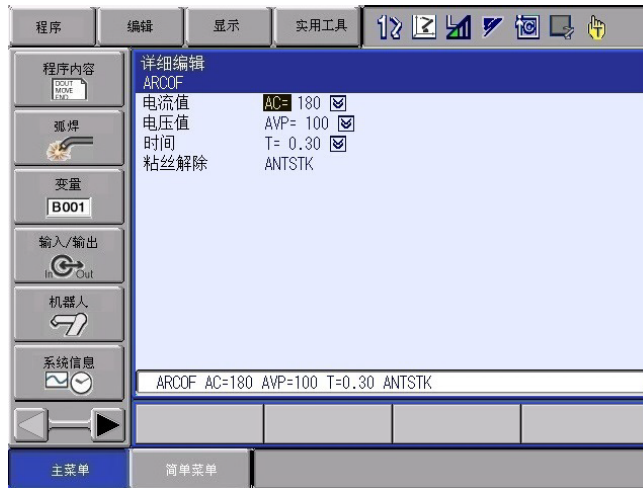 程序 编辑 显示 实用工具
程序内容
DOUT
MOVE
END
弧焊
变量
B001
输入/输出
In Out
机器人
系统信息
详细编辑
ARCOF
电流值 AC= 180
电压值 AVP= 100
时间 T= 0.30
粘丝解除 ANTSTK
ARCOF AC=180 AVP=100 T=0.30 ANTSTK
主菜单 简单菜单